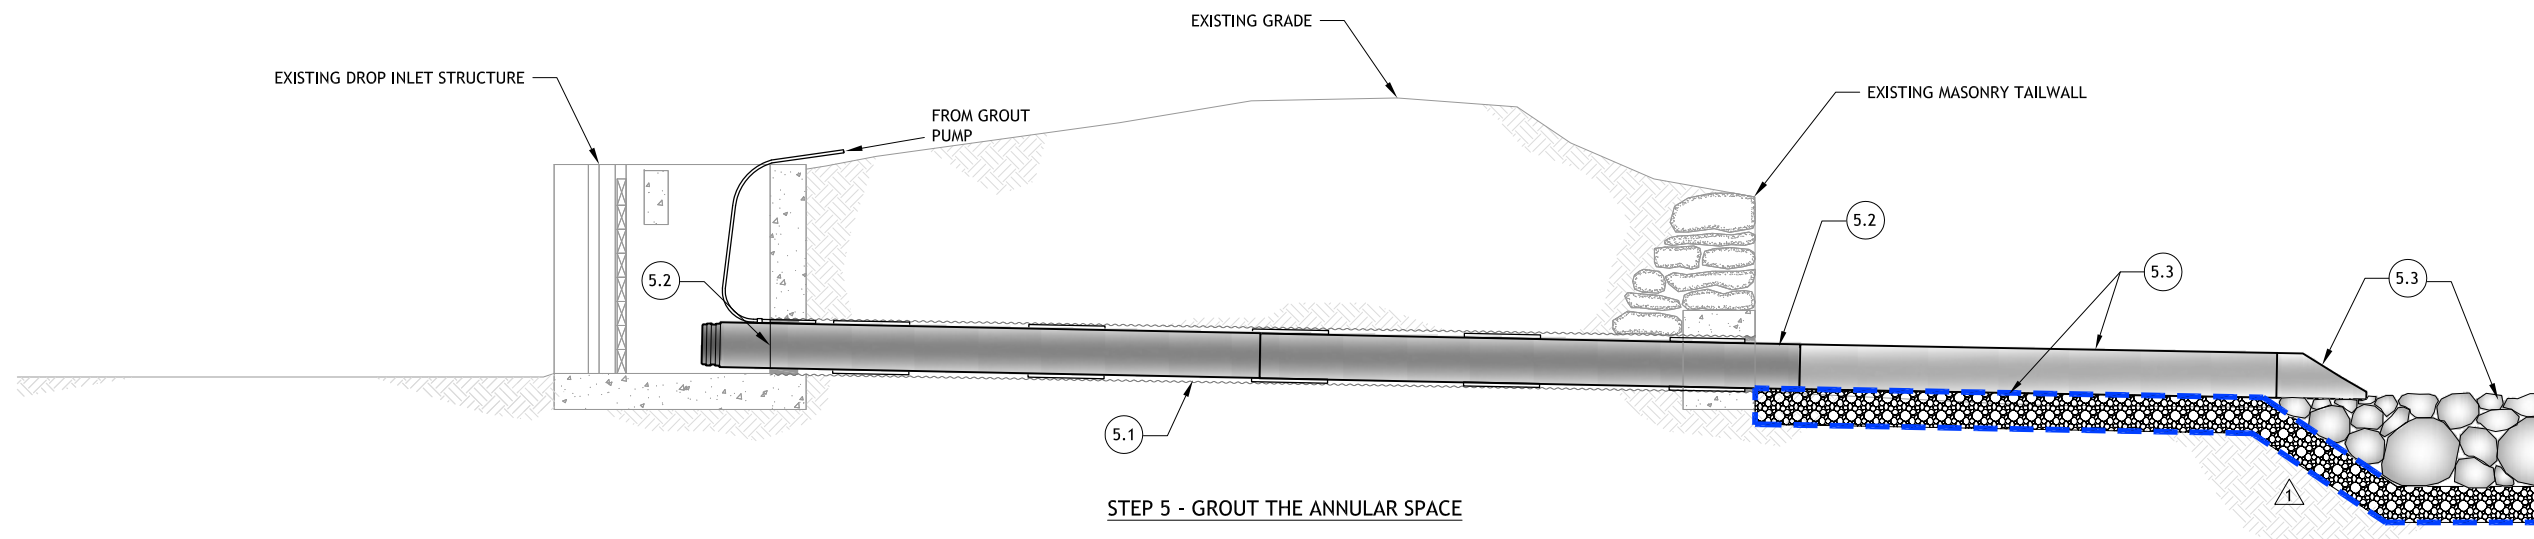 EXISTING GRADE
EXISTING DROP INLET STRUCTURE
EXISTING MASONRY TAILWALL
FROM GROUT
PUMP
5.2
5.2
5.3
5.3
5.1
1
STEP 5 - GROUT THE ANNULAR SPACE